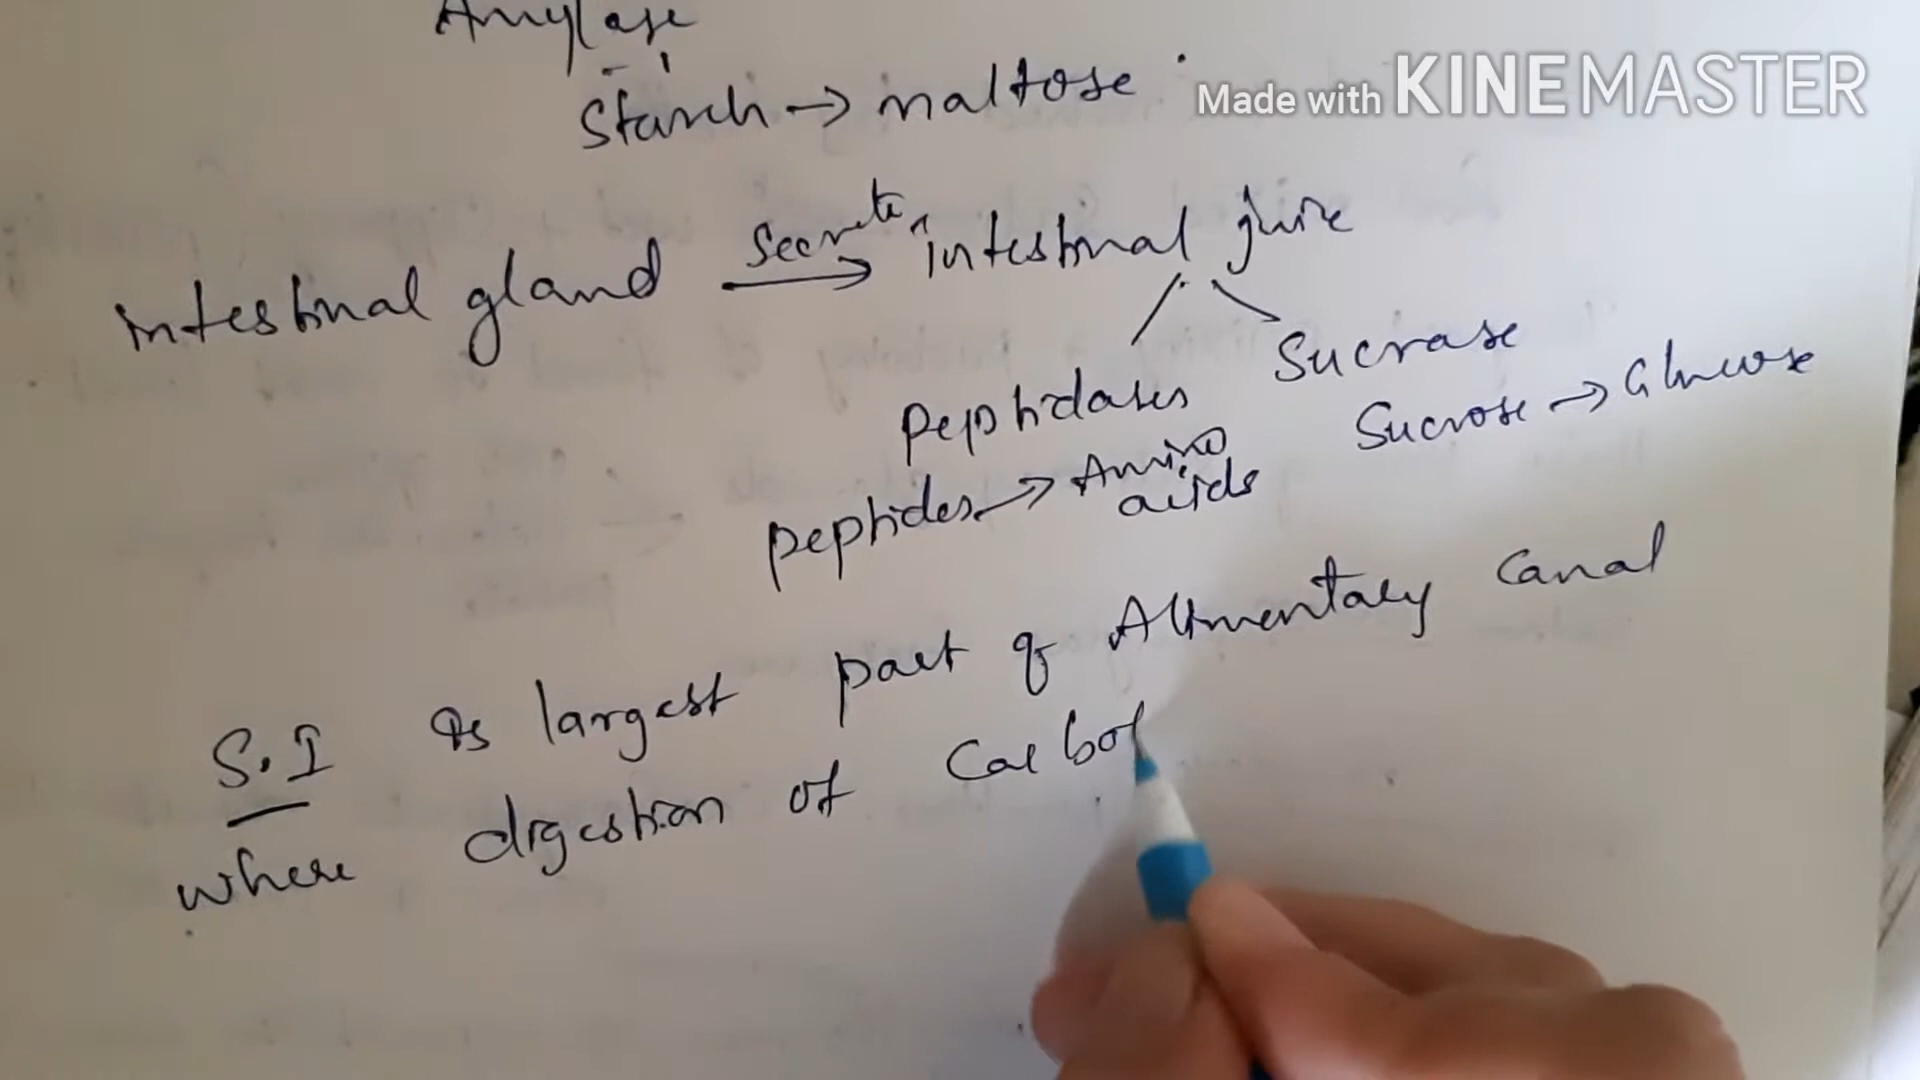 Amylase
Starch → maltose
Made with KINEMASTER
Intestinal gland secrete → intestinal juice
Peptidases Sucrase
peptides → Amino acids
Sucrose → Glucose
S.I is largest part of Alimentary Canal
where digestion of Carbo